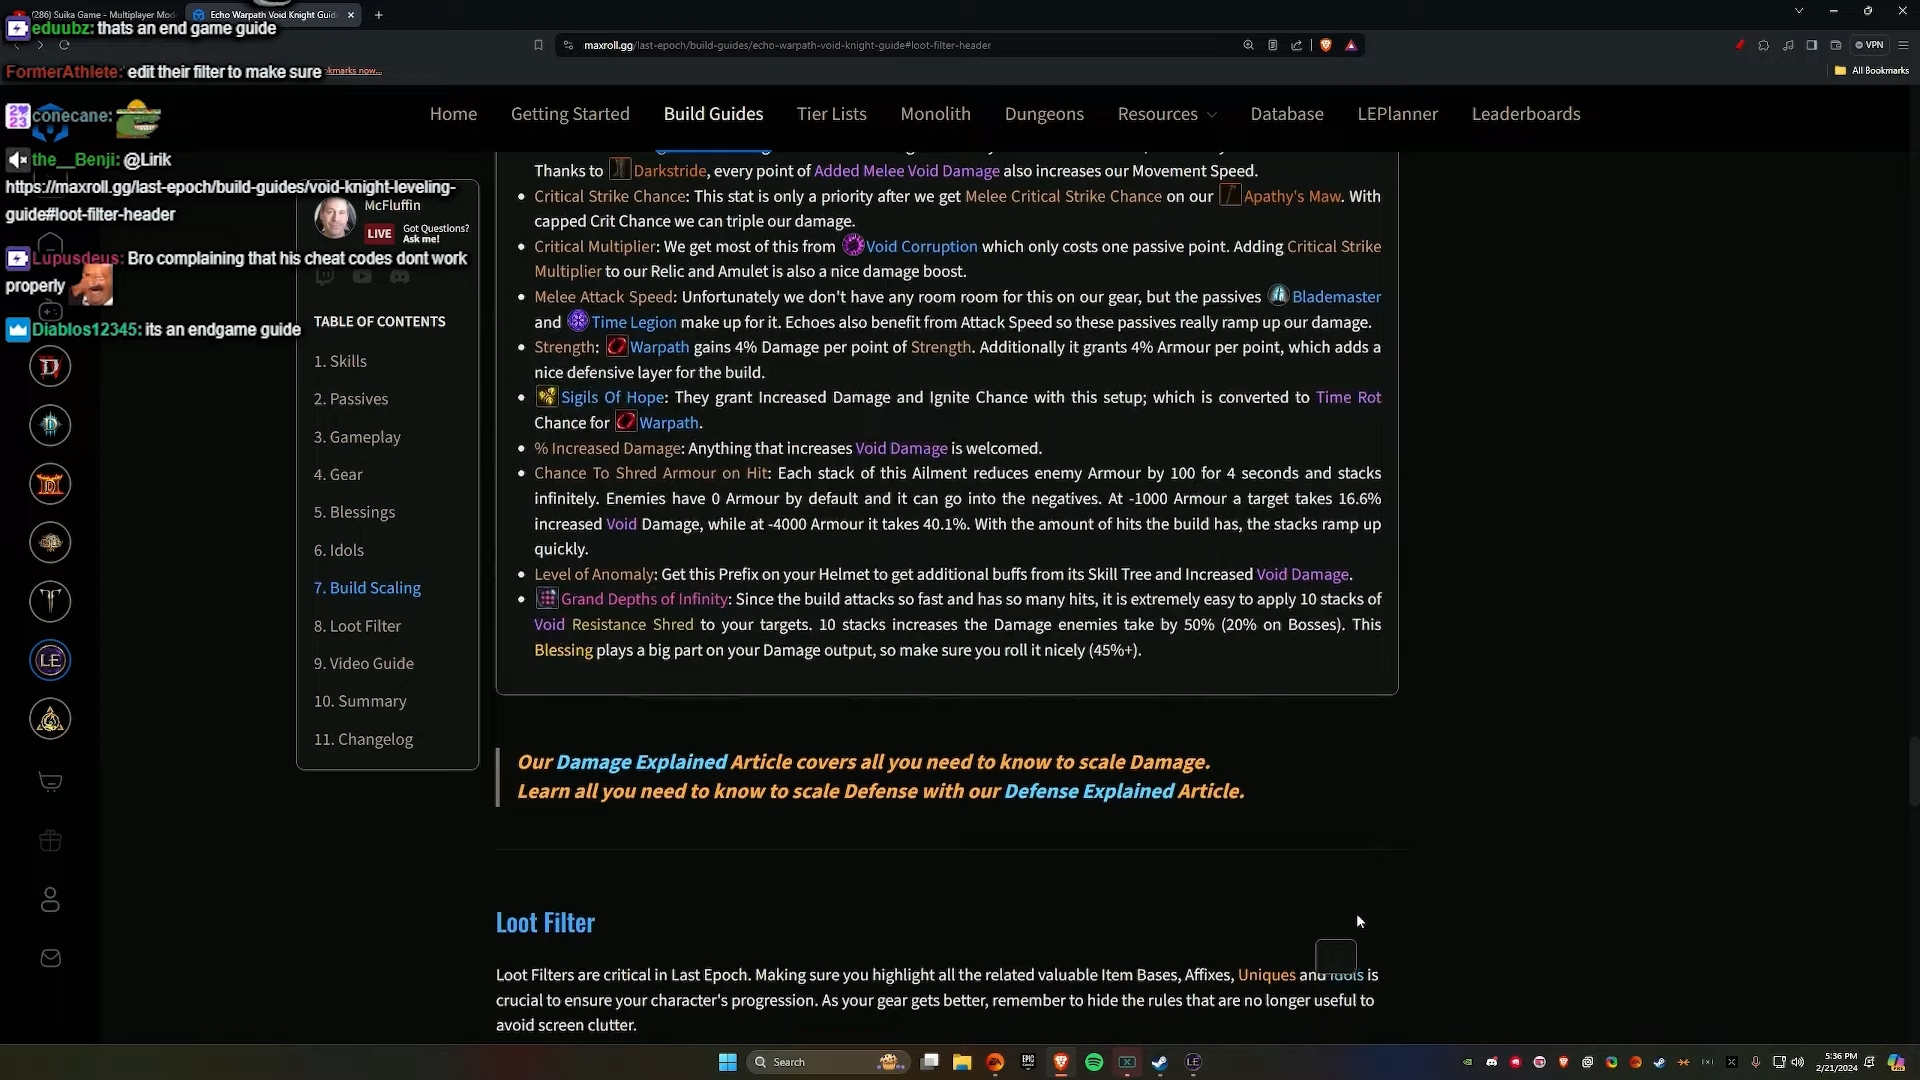 (286) Suika Game - Multiplayer Mod
Echo Warpath Void Knight Guid
eduubz: thats an end game guide
maxroll.gg/last-epoch/build-guides/echo-warpath-void-knight-guide#loot-filter-header
VPN
FormerAthlete: edit their filter to make sure
kmarks now...
All Bookmarks
conecane:
Home
Getting Started
Build Guides
Tier Lists
Monolith
Dungeons
Resources
Database
LEPlanner
Leaderboards
the__Benji: @Lirik
https://maxroll.gg/last-epoch/build-guides/void-knight-leveling-
guide#loot-filter-header
McFluffin
LIVE
Got Questions?
Ask me!
Lupusdeus: Bro complaining that his cheat codes dont work
properly
Diablos12345: its an endgame guide
TABLE OF CONTENTS
1. Skills
2. Passives
3. Gameplay
4. Gear
5. Blessings
6. Idols
7. Build Scaling
8. Loot Filter
9. Video Guide
10. Summary
11. Changelog
Thanks to Darkstride, every point of Added Melee Void Damage also increases our Movement Speed.
Critical Strike Chance: This stat is only a priority after we get Melee Critical Strike Chance on our Apathy's Maw. With
capped Crit Chance we can triple our damage.
Critical Multiplier: We get most of this from Void Corruption which only costs one passive point. Adding Critical Strike
Multiplier to our Relic and Amulet is also a nice damage boost.
Melee Attack Speed: Unfortunately we don't have any room room for this on our gear, but the passives Blademaster
and Time Legion make up for it. Echoes also benefit from Attack Speed so these passives really ramp up our damage.
Strength: Warpath gains 4% Damage per point of Strength. Additionally it grants 4% Armour per point, which adds a
nice defensive layer for the build.
Sigils Of Hope: They grant Increased Damage and Ignite Chance with this setup; which is converted to Time Rot
Chance for Warpath.
% Increased Damage: Anything that increases Void Damage is welcomed.
Chance To Shred Armour on Hit: Each stack of this Ailment reduces enemy Armour by 100 for 4 seconds and stacks
infinitely. Enemies have 0 Armour by default and it can go into the negatives. At -1000 Armour a target takes 16.6%
increased Void Damage, while at -4000 Armour it takes 40.1%. With the amount of hits the build has, the stacks ramp up
quickly.
Level of Anomaly: Get this Prefix on your Helmet to get additional buffs from its Skill Tree and Increased Void Damage.
Grand Depths of Infinity: Since the build attacks so fast and has so many hits, it is extremely easy to apply 10 stacks of
Void Resistance Shred to your targets. 10 stacks increases the Damage enemies take by 50% (20% on Bosses). This
Blessing plays a big part on your Damage output, so make sure you roll it nicely (45%+).
Our Damage Explained Article covers all you need to know to scale Damage.
Learn all you need to know to scale Defense with our Defense Explained Article.
Loot Filter
Loot Filters are critical in Last Epoch. Making sure you highlight all the related valuable Item Bases, Affixes, Uniques and Idols is
crucial to ensure your character's progression. As your gear gets better, remember to hide the rules that are no longer useful to
avoid screen clutter.
Search
5:36 PM
2/21/2024